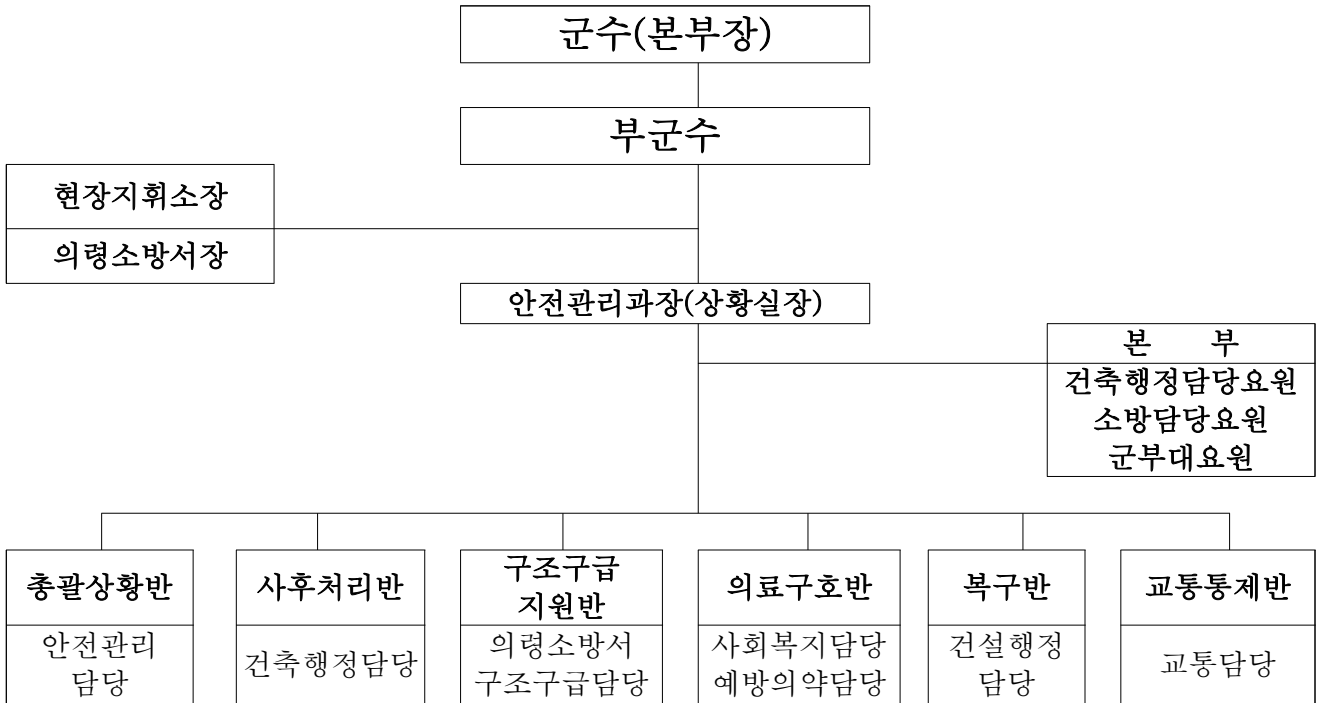 군수(본부장)
부군수
현장지휘소장
의령소방서장
안전관리과장(상황실장)
본 부
건축행정담당요원
소방담당요원
군부대요원
총괄상황반
안전관리
담당
사후처리반
건축행정담당
구조구급
지원반
의령소방서
구조구급담당
의료구호반
사회복지담당
예방의약담당
복구반
건설행정
담당
교통통제반
교통담당